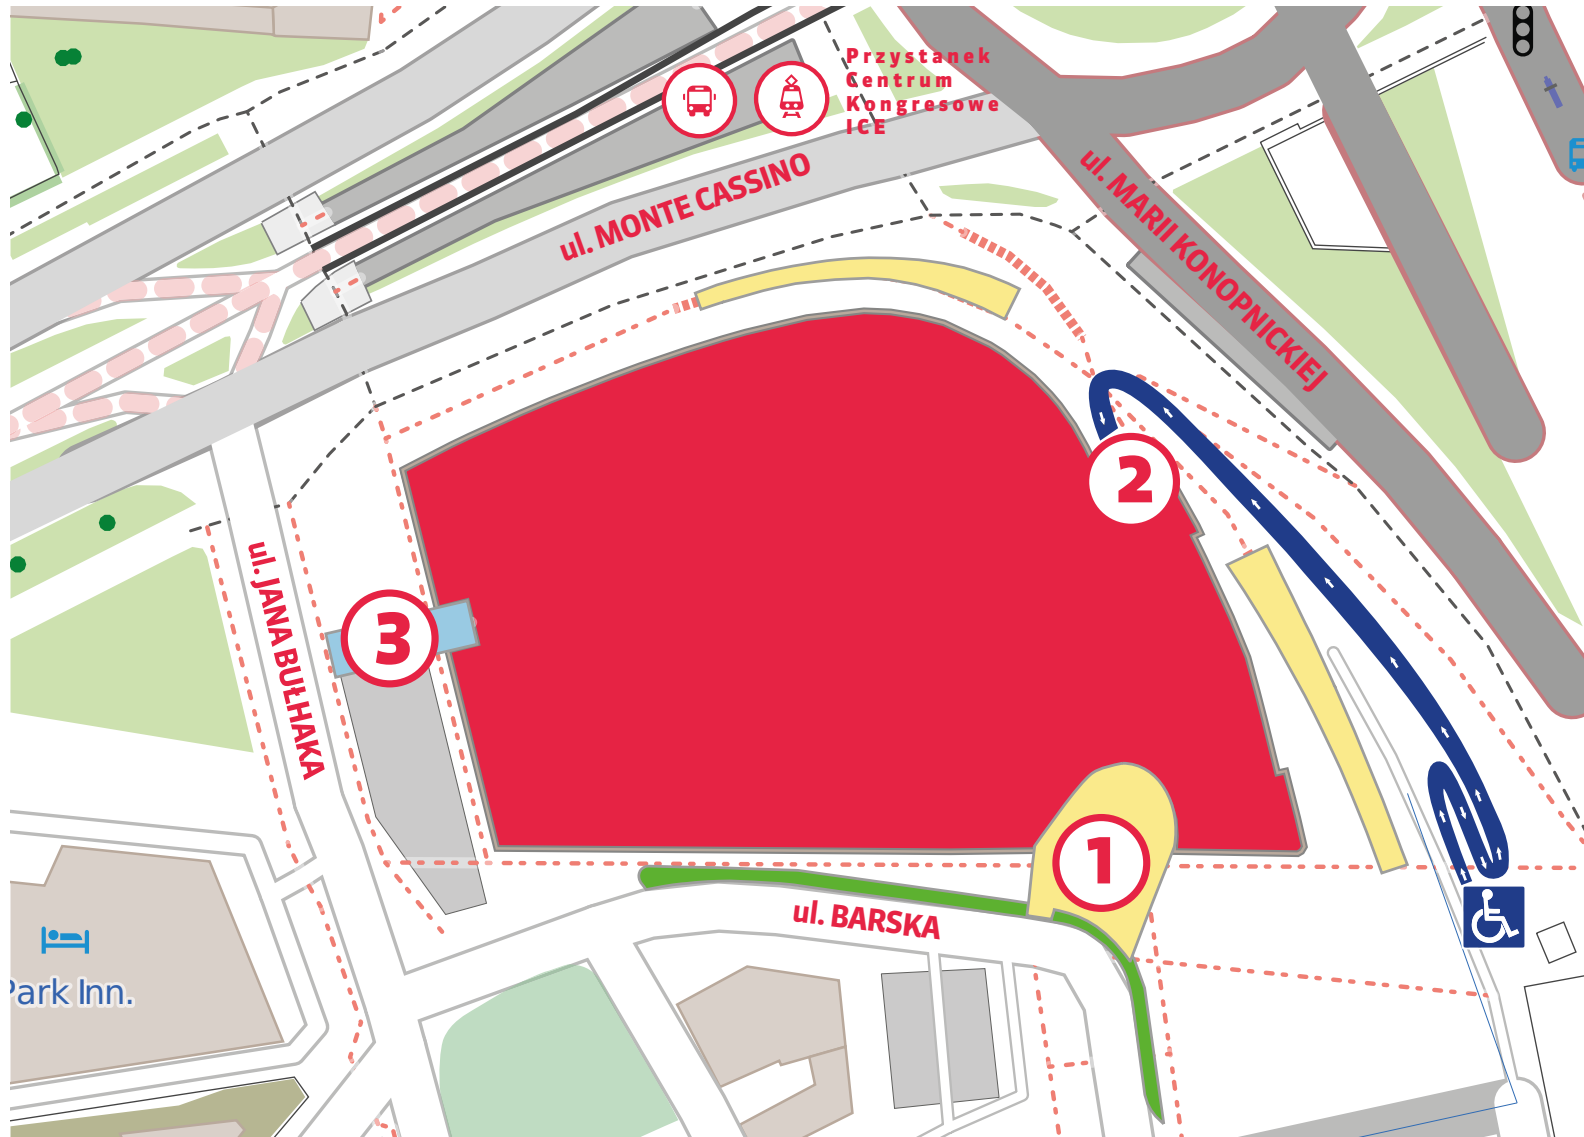 Przystanek
Centrum
Kongresowe
ICE
ul. MONTE CASSINO
ul. MARII KONOPNICKIEJ
2
3
ul. JANA BUŁHAKA
1
ul. BARSKA
Park Inn.